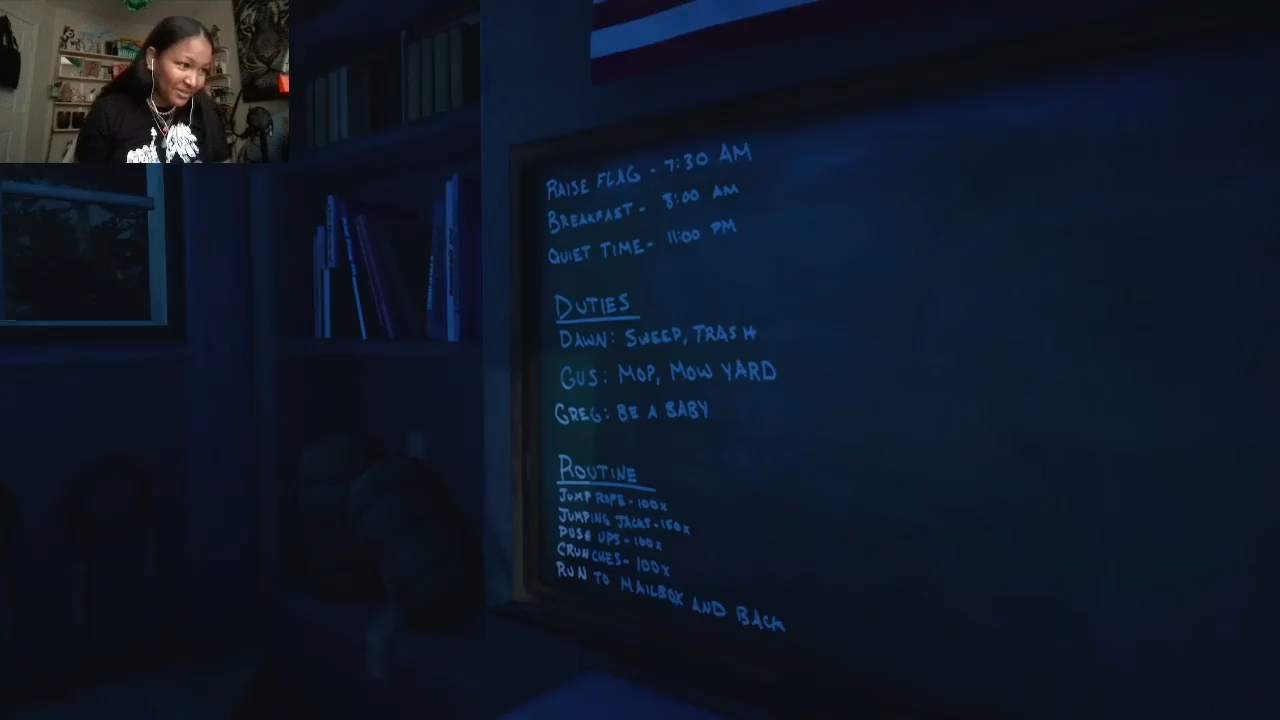 RAISE FLAG - 7:30 AM
BREAKFAST - 8:00 AM
QUIET TIME - 11:00 PM
DUTIES
DAWN: SWEEP, TRASH
GUS: MOP, MOW YARD
GREG: BE A BABY
ROUTINE
JUMP ROPE - 100X
JUMPING JACKS - 150X
PUSH UPS - 100X
CRUNCHES - 100X
RUN TO MAILBOX AND BACK